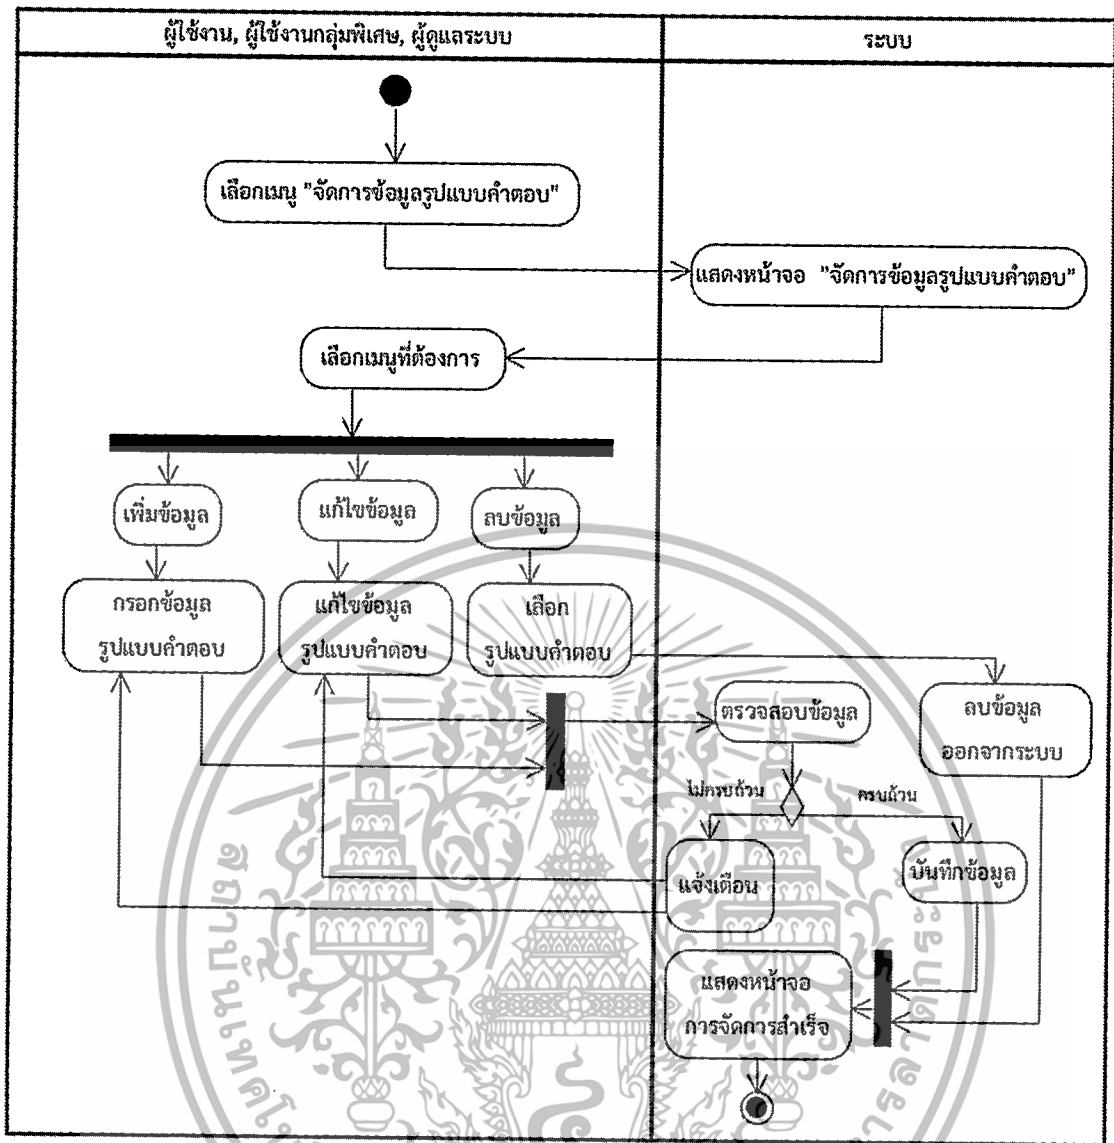 ผู้ใช้งาน, ผู้ใช้งานกลุ่มพิเศษ, ผู้ดูแลระบบ
ระบบ
เลือกเมนู "จัดการข้อมูลรูปแบบคำตอบ"
แสดงหน้าจอ "จัดการข้อมูลรูปแบบคำตอบ"
เลือกเมนูที่ต้องการ
เพิ่มข้อมูล
แก้ไขข้อมูล
ลบข้อมูล
กรอกข้อมูล
รูปแบบคำตอบ
แก้ไขข้อมูล
รูปแบบคำตอบ
เลือก
รูปแบบคำตอบ
ตรวจสอบข้อมูล
ลบข้อมูล
ออกจากระบบ
ไม่ครบถ้วน
ครบถ้วน
แจ้งเตือน
บันทึกข้อมูล
แสดงหน้าจอ
การจัดการสำเร็จ